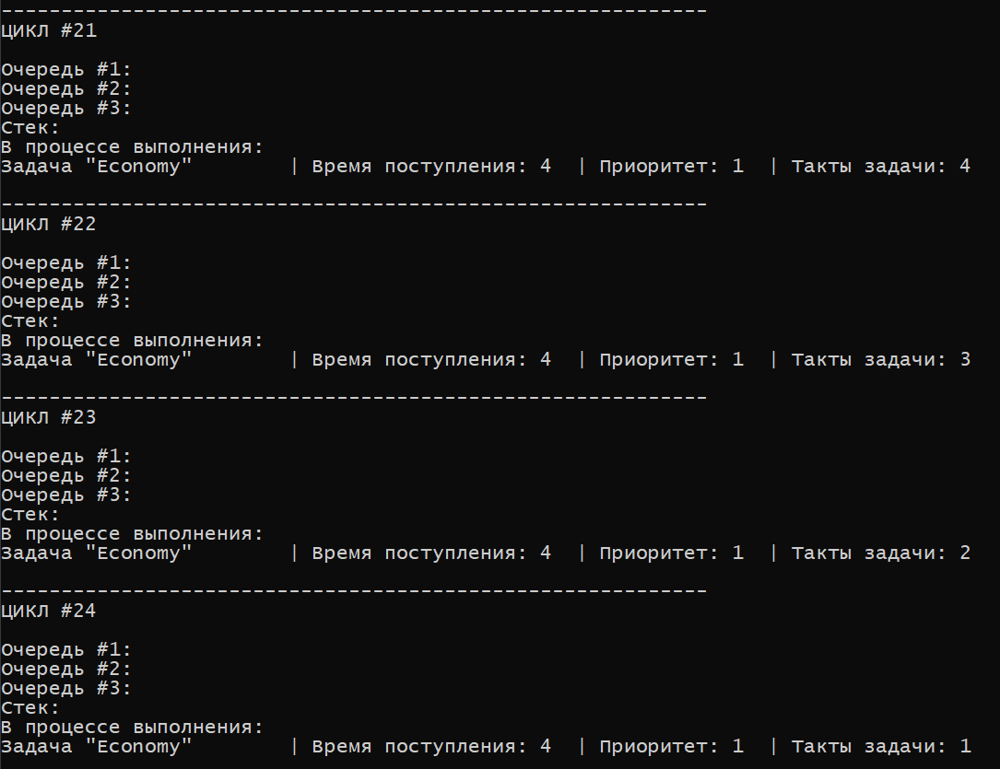 -----------------------------------------------------------
Цикл #21
Очередь #1:
Очередь #2:
Очередь #3:
Стек:
В процессе выполнения:
Задача "Economy"        | Время поступления: 4  | Приоритет: 1  | Такты задачи: 4
-----------------------------------------------------------
Цикл #22
Очередь #1:
Очередь #2:
Очередь #3:
Стек:
В процессе выполнения:
Задача "Economy"        | Время поступления: 4  | Приоритет: 1  | Такты задачи: 3
-----------------------------------------------------------
Цикл #23
Очередь #1:
Очередь #2:
Очередь #3:
Стек:
В процессе выполнения:
Задача "Economy"        | Время поступления: 4  | Приоритет: 1  | Такты задачи: 2
-----------------------------------------------------------
Цикл #24
Очередь #1:
Очередь #2:
Очередь #3:
Стек:
В процессе выполнения:
Задача "Economy"        | Время поступления: 4  | Приоритет: 1  | Такты задачи: 1